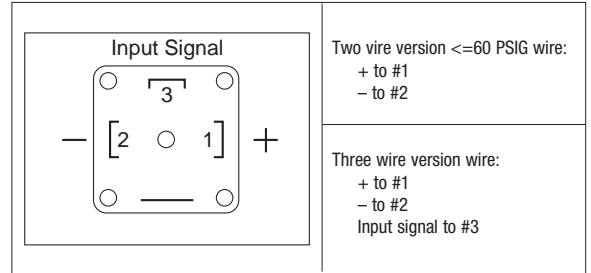 Input Signal
3
− [2 1] +
Two vire version <=60 PSIG wire:
+ to #1
– to #2
Three wire version wire:
+ to #1
– to #2
Input signal to #3